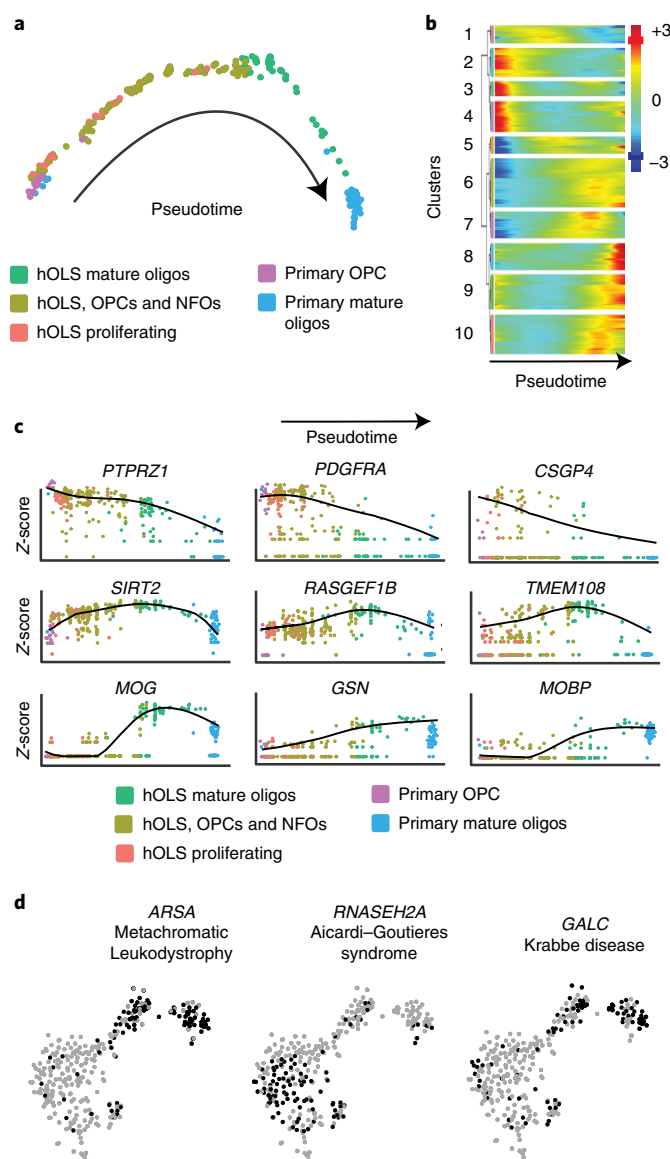 a
Pseudotime
hOLS mature oligos
hOLS, OPCs and NFOs
hOLS proliferating
Primary OPC
Primary mature
oligos
b
Clusters
1
2
3
4
5
6
7
8
9
10
+3
0
−3
Pseudotime
c
Pseudotime
PTPRZ1
PDGFRA
CSGP4
Z-score
SIRT2
RASGEF1B
TMEM108
Z-score
MOG
GSN
MOBP
Z-score
hOLS mature oligos
hOLS, OPCs and NFOs
hOLS proliferating
Primary OPC
Primary mature oligos
d
ARSA
Metachromatic
Leukodystrophy
RNASEH2A
Aicardi–Goutieres
syndrome
GALC
Krabbe disease